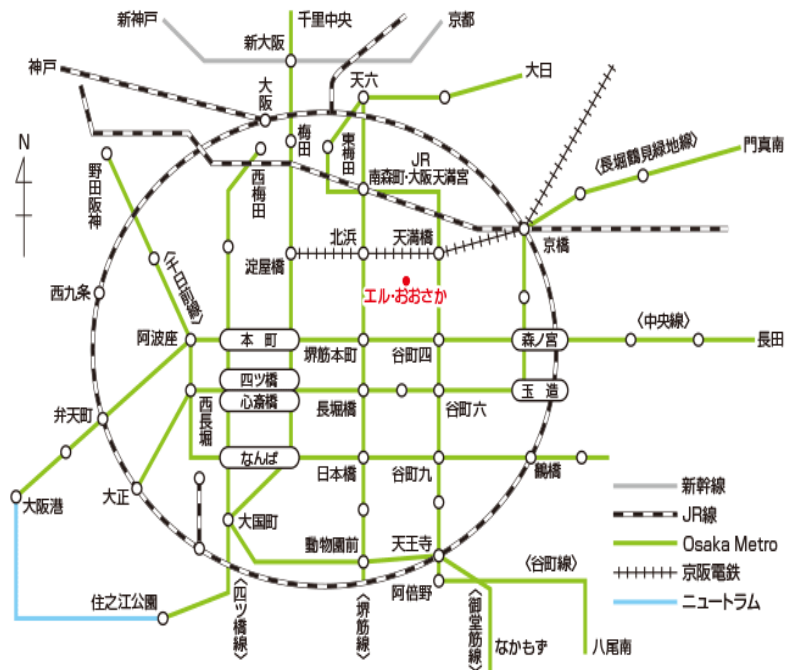 新神戸
千里中央
京都
新大阪
神戸
大阪
天六
大日
N
梅田
東梅田
JR
南森町・大阪天満宮
〈長堀鶴見緑地線〉
門真南
野田阪神
西梅田
京橋
北浜
天満橋
淀屋橋
〈千日前線〉
エル・おおさか
西九条
阿波座
本町
堺筋本町
谷町四
森ノ宮
〈中央線〉
長田
四ツ橋
心斎橋
長堀橋
谷町六
玉造
西長堀
弁天町
なんば
日本橋
谷町九
鶴橋
大阪港
大正
大国町
動物園前
天王寺
阿倍野
〈谷町線〉
住之江公園
〈四ツ橋線〉
〈堺筋線〉
〈御堂筋線〉
なかもず
八尾南
新幹線
JR線
Osaka Metro
京阪電鉄
ニュートラム